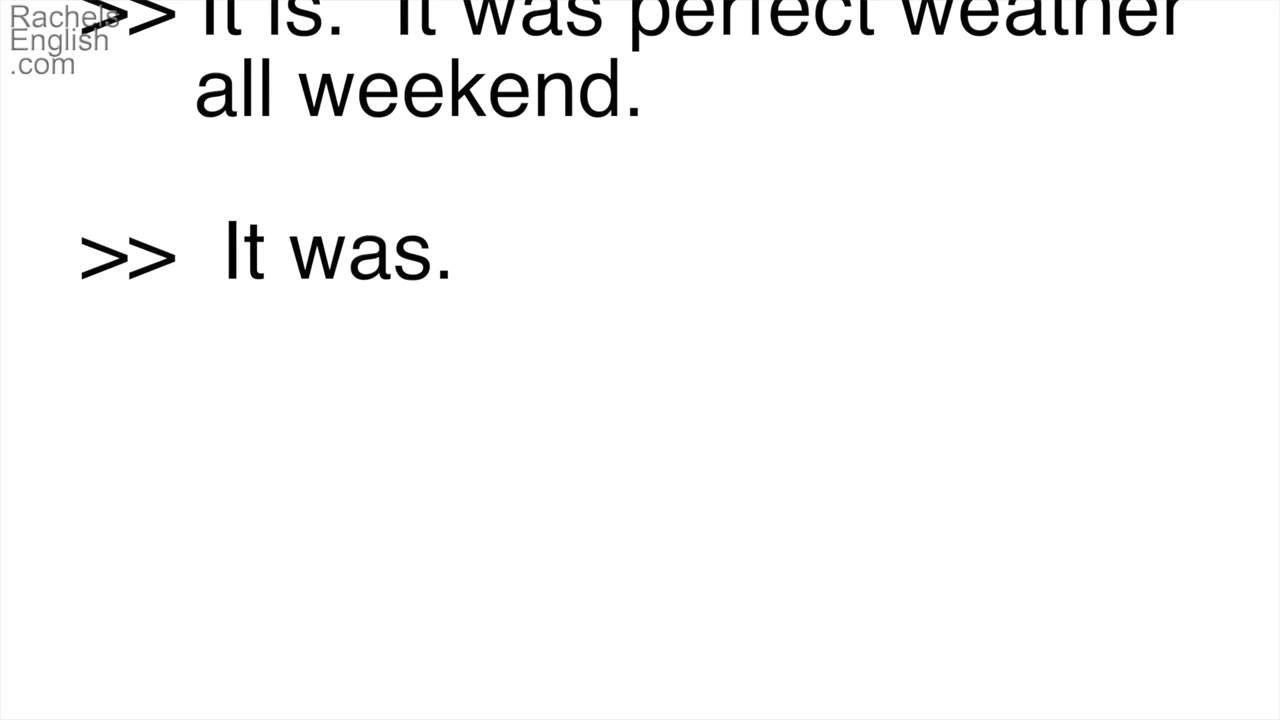 Rachels
English
.com
>> It is. It was perfect weather
all weekend.
>> It was.